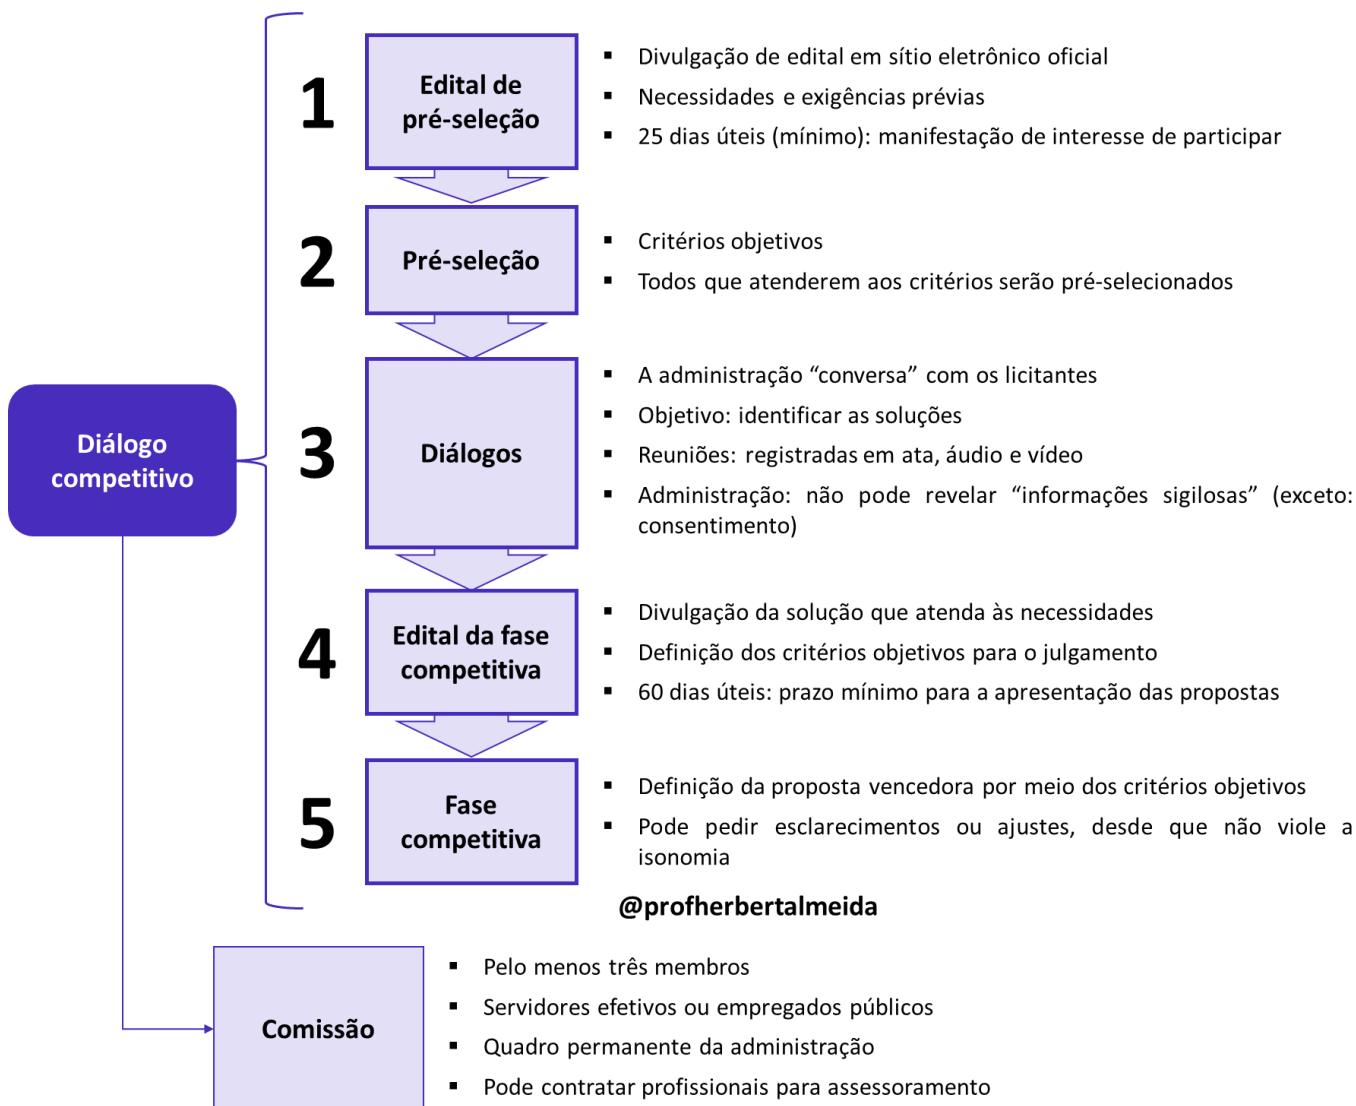 Diálogo
competitivo
1
Edital de
pré-seleção
▪ Divulgação de edital em sítio eletrônico oficial
▪ Necessidades e exigências prévias
▪ 25 dias úteis (mínimo): manifestação de interesse de participar
2
Pré-seleção
▪ Critérios objetivos
▪ Todos que atenderem aos critérios serão pré-selecionados
3
Diálogos
▪ A administração “conversa” com os licitantes
▪ Objetivo: identificar as soluções
▪ Reuniões: registradas em ata, áudio e vídeo
▪ Administração: não pode revelar “informações sigilosas” (exceto:
consentimento)
4
Edital da fase
competitiva
▪ Divulgação da solução que atenda às necessidades
▪ Definição dos critérios objetivos para o julgamento
▪ 60 dias úteis: prazo mínimo para a apresentação das propostas
5
Fase
competitiva
▪ Definição da proposta vencedora por meio dos critérios objetivos
▪ Pode pedir esclarecimentos ou ajustes, desde que não viole a
isonomia
@profherbertalmeida
Comissão
▪ Pelo menos três membros
▪ Servidores efetivos ou empregados públicos
▪ Quadro permanente da administração
▪ Pode contratar profissionais para assessoramento